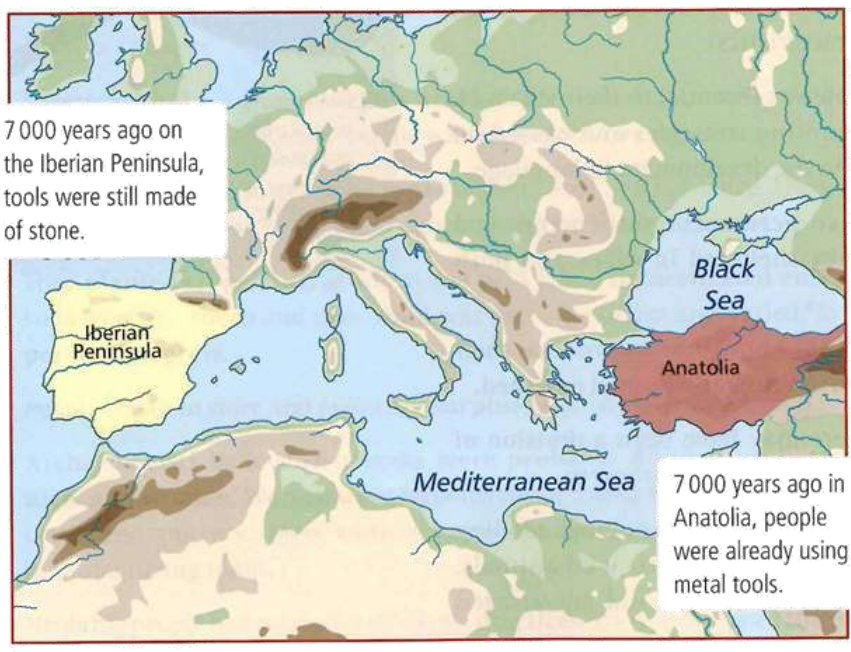 7 000 years ago on
the Iberian Peninsula,
tools were still made
of stone.
Black
Sea
Iberian
Peninsula
Anatolia
Mediterranean Sea
7 000 years ago in
Anatolia, people
were already using
metal tools.